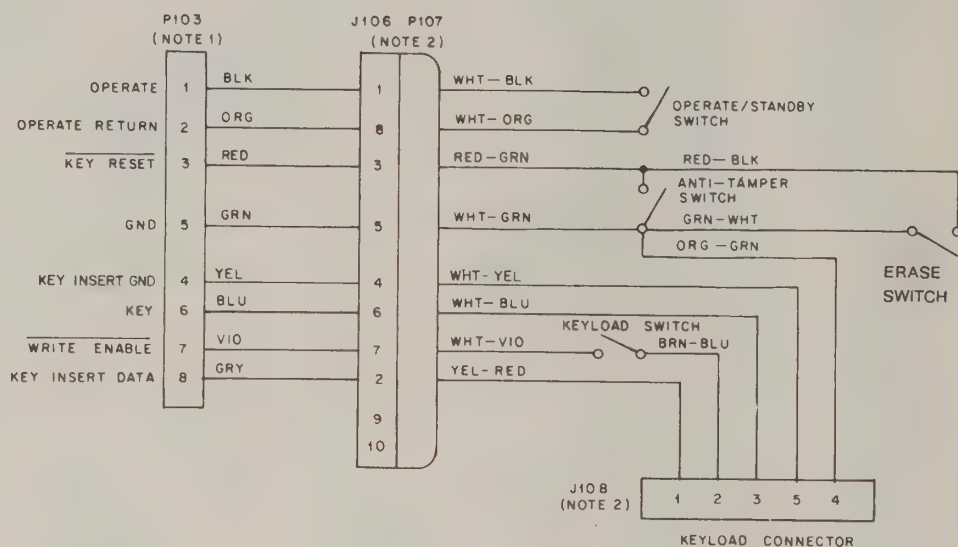 P103
(NOTE 1)
J106 P107
(NOTE 2)
OPERATE 1 BLK 1 WHT-BLK
OPERATE/STANDBY
SWITCH
OPERATE RETURN 2 ORG 8 WHT-ORG
KEY RESET 3 RED 3 RED-GRN RED-BLK
ANTI-TAMPER
SWITCH
GND 5 GRN 5 WHT-GRN GRN-WHT
ORG-GRN
ERASE
SWITCH
KEY INSERT GND 4 YEL 4 WHT-YEL
KEY 6 BLU 6 WHT-BLU
KEYLOAD SWITCH
WRITE ENABLE 7 VIO 7 WHT-VIO BRN-BLU
KEY INSERT DATA 8 GRY 2 YEL-RED
9
10
J108
(NOTE 2)
1 2 3 5 4
KEYLOAD CONNECTOR